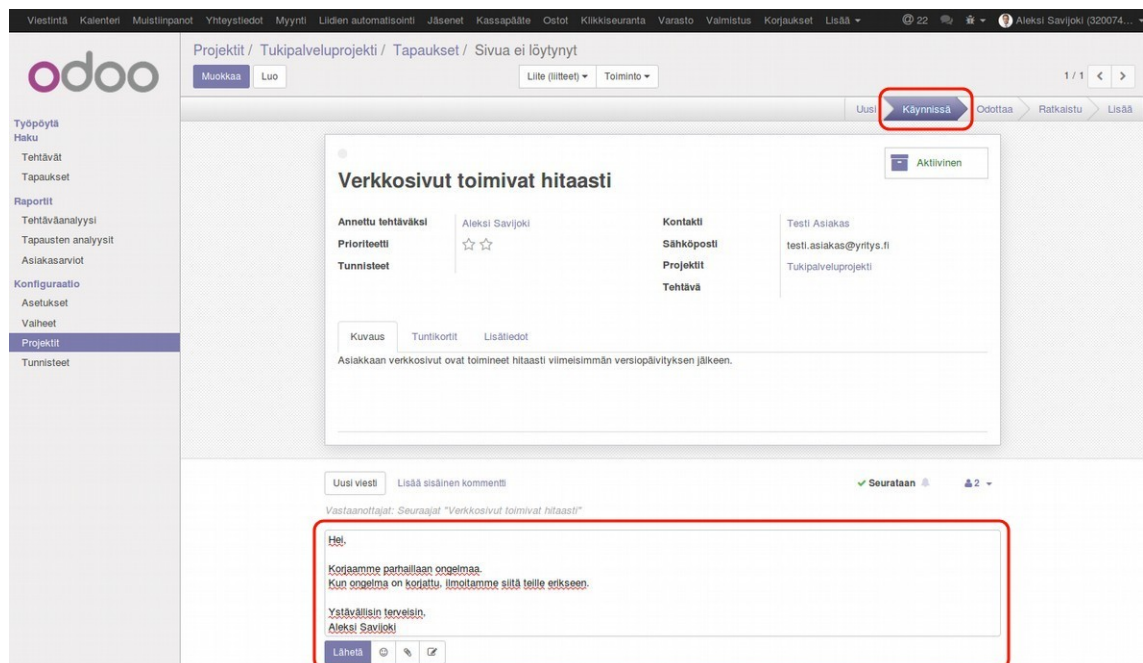 Viestintä Kalenteri Muistiinpanot Yhteystiedot Myynti Liidien automatisointi Jäsenet Kassapääte Ostot Klikkiseuranta Varasto Valmistus Korjaukset Lisää @ 22 Aleksi Savijoki (320074...
odoo
Projektit / Tukipalveluprojekti / Tapaukset / Sivua ei löytynyt
Muokkaa Luo Liite (liitteet) Toiminto 1 / 1
Uusi Käynnissä Odottaa Ratkaistu Lisää
Työpöytä
Haku
Tehtävät
Tapaukset
Raportit
Tehtäväanalyysi
Tapausten analyysit
Asiakasarviot
Konfiguraatio
Asetukset
Vaiheet
Projektit
Tunnisteet
Aktiivinen
Verkkosivut toimivat hitaasti
Annettu tehtäväksi Aleksi Savijoki Kontakti Testi Asiakas
Prioriteetti Sähköposti testi.asiakas@yritys.fi
Tunnisteet Projektit Tukipalveluprojekti
Tehtävä
Kuvaus Tuntikortit Lisätiedot
Asiakkaan verkkosivut ovat toimineet hitaasti viimeisimmän versiopäivityksen jälkeen.
Uusi viesti Lisää sisäinen kommentti Seurataan 2
Vastaanottajat: Seuraajat "Verkkosivut toimivat hitaasti"
Hei,
Korjaamme parhaillaan ongelmaa.
Kun ongelma on korjattu, ilmoitamme siitä teille erikseen.
Ystävällisin terveisin,
Aleksi Savijoki
Lähetä